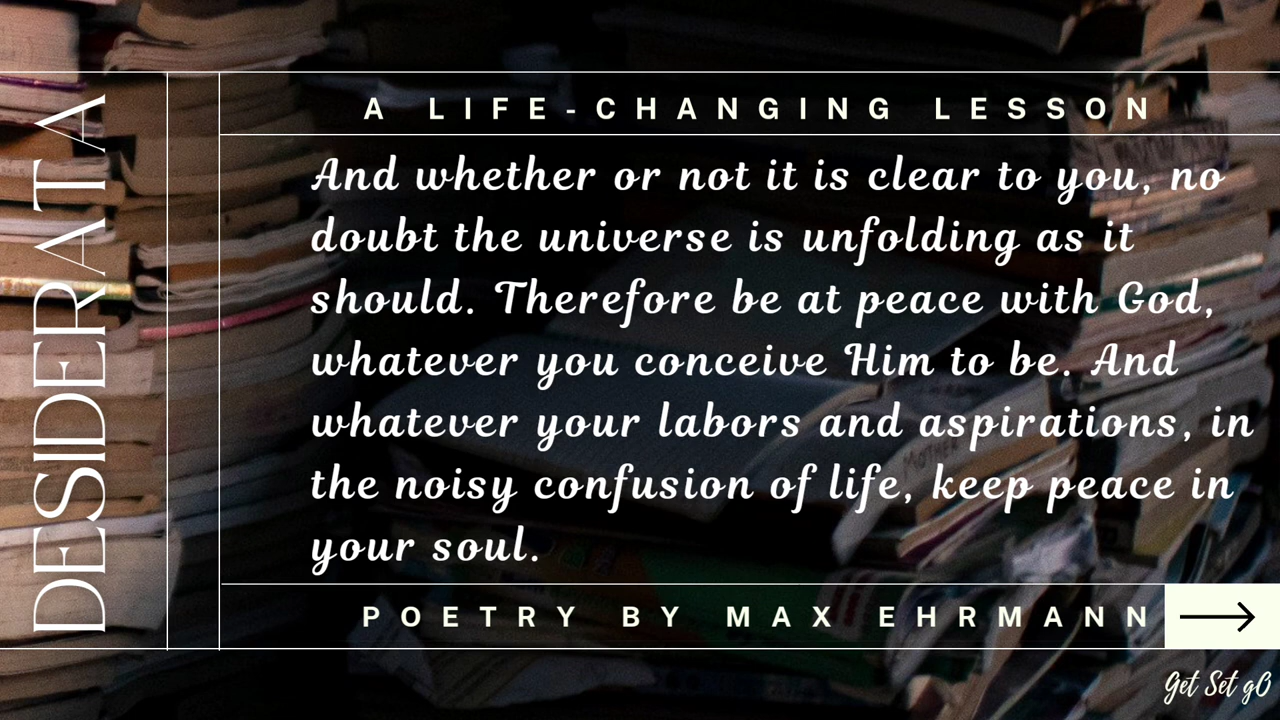 DESIDERATA
A LIFE-CHANGING LESSON
And whether or not it is clear to you, no
doubt the universe is unfolding as it
should. Therefore be at peace with God,
whatever you conceive Him to be. And
whatever your labors and aspirations, in
the noisy confusion of life, keep peace in
your soul.
POETRY BY MAX EHRMANN
Get Set gO